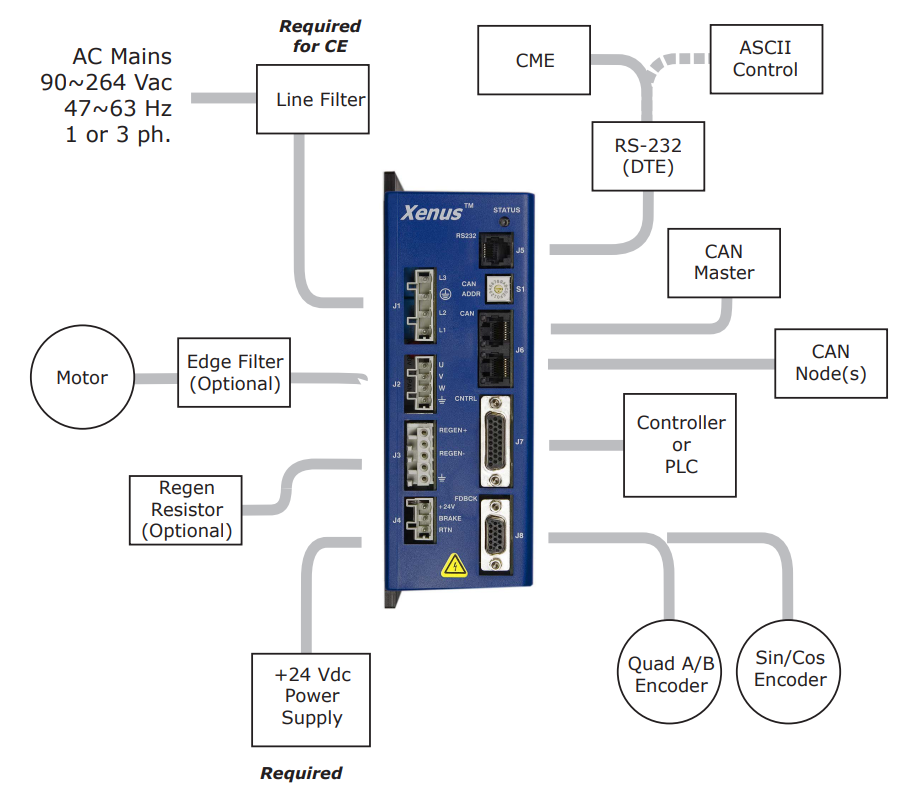 Required
for CE
AC Mains
90~264 Vac
47~63 Hz
1 or 3 ph.
Line Filter
CME
ASCII
Control
RS-232
(DTE)
CAN
Master
CAN
Node(s)
Controller
or
PLC
Motor
Edge Filter
(Optional)
Regen
Resistor
(Optional)
+24 Vdc
Power
Supply
Required
Quad A/B
Encoder
Sin/Cos
Encoder
Xenus™
STATUS
RS232
J5
CAN
ADDR
S1
CAN
J6
CNTRL
J7
FDBCK
J8
J1
L3
L2
L1
J2
U
V
W
J3
REGEN+
REGEN-
J4
+24V
BRAKE
RTN